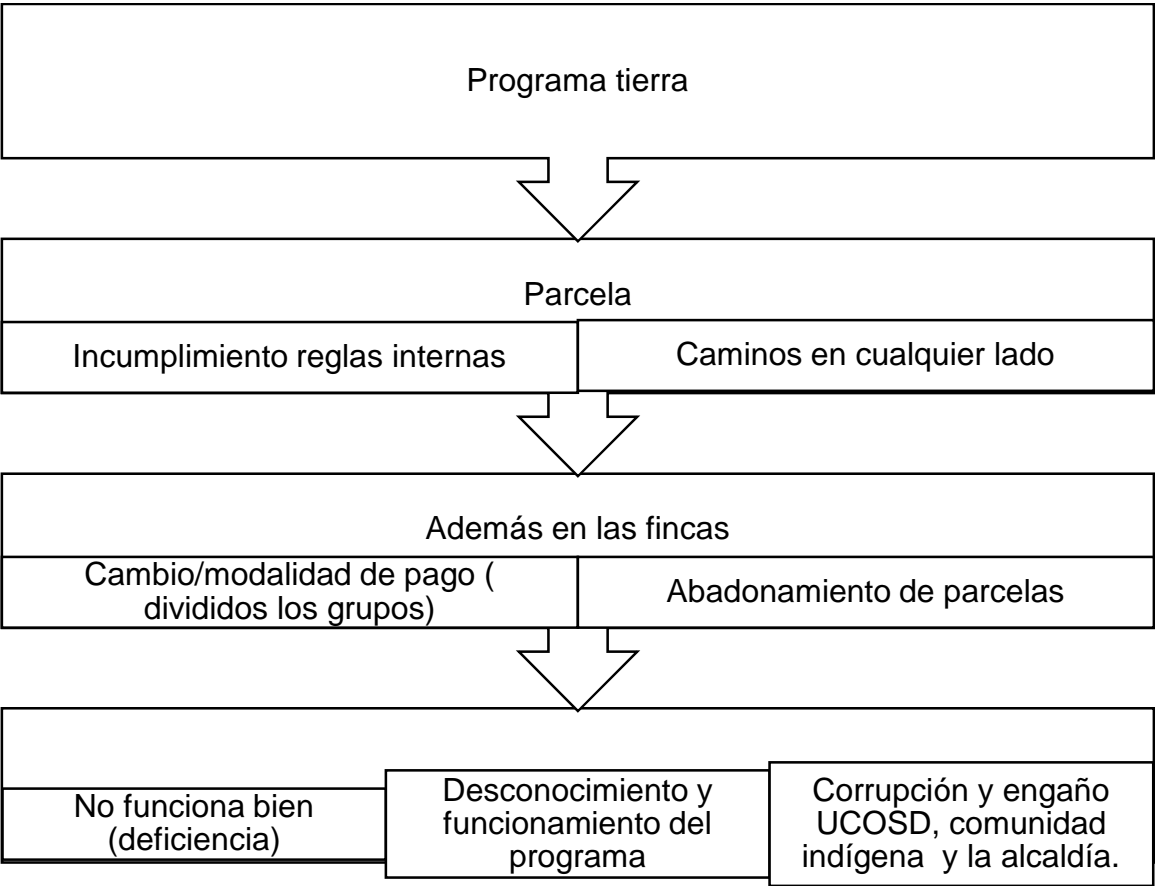 Programa tierra
Parcela
Incumplimiento reglas internas
Caminos en cualquier lado
Además en las fincas
Cambio/modalidad de pago (
divididos los grupos)
Abadonamiento de parcelas
No funciona bien
(deficiencia)
Desconocimiento y
funcionamiento del
programa
Corrupción y engaño
UCOSD, comunidad
indígena y la alcaldía.